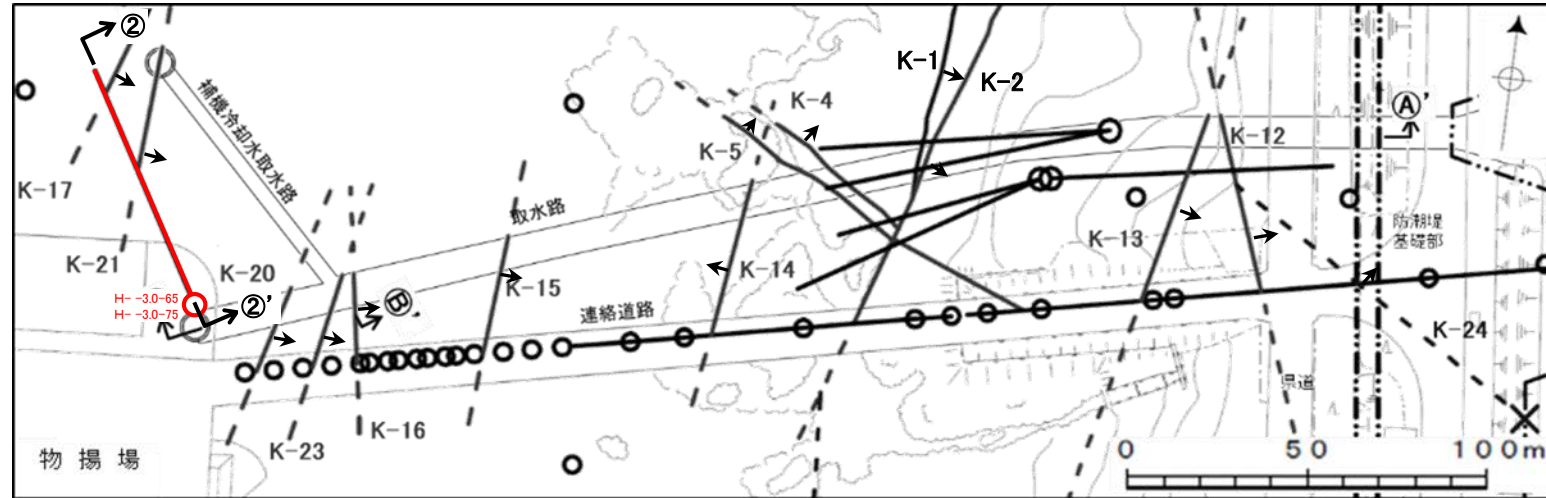 ②
K-1
K-2
K-4
K-5
Ⓐ'
K-12
補機冷却水取水路
K-17
取水路
防潮堤
基礎部
K-21
K-20
K-13
K-14
K-15
H- -3.0-65
H- -3.0-75
②'
Ⓑ'
連絡道路
K-24
県道
K-16
K-23
物揚場
0 50 100m